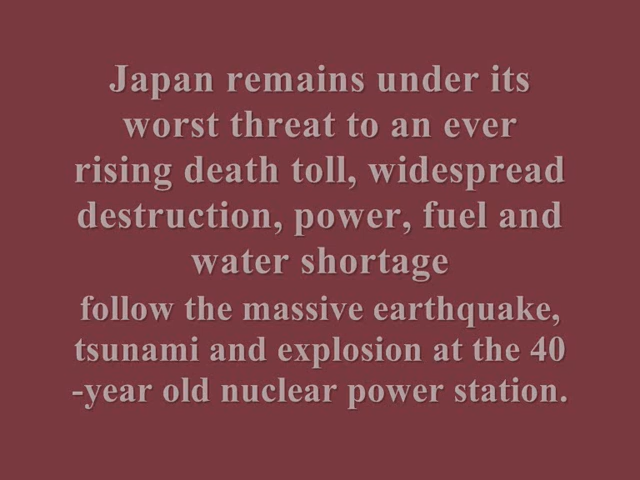 Japan remains under its
worst threat to an ever
rising death toll, widespread
destruction, power, fuel and
water shortage
follow the massive earthquake,
tsunami and explosion at the 40
-year old nuclear power station.